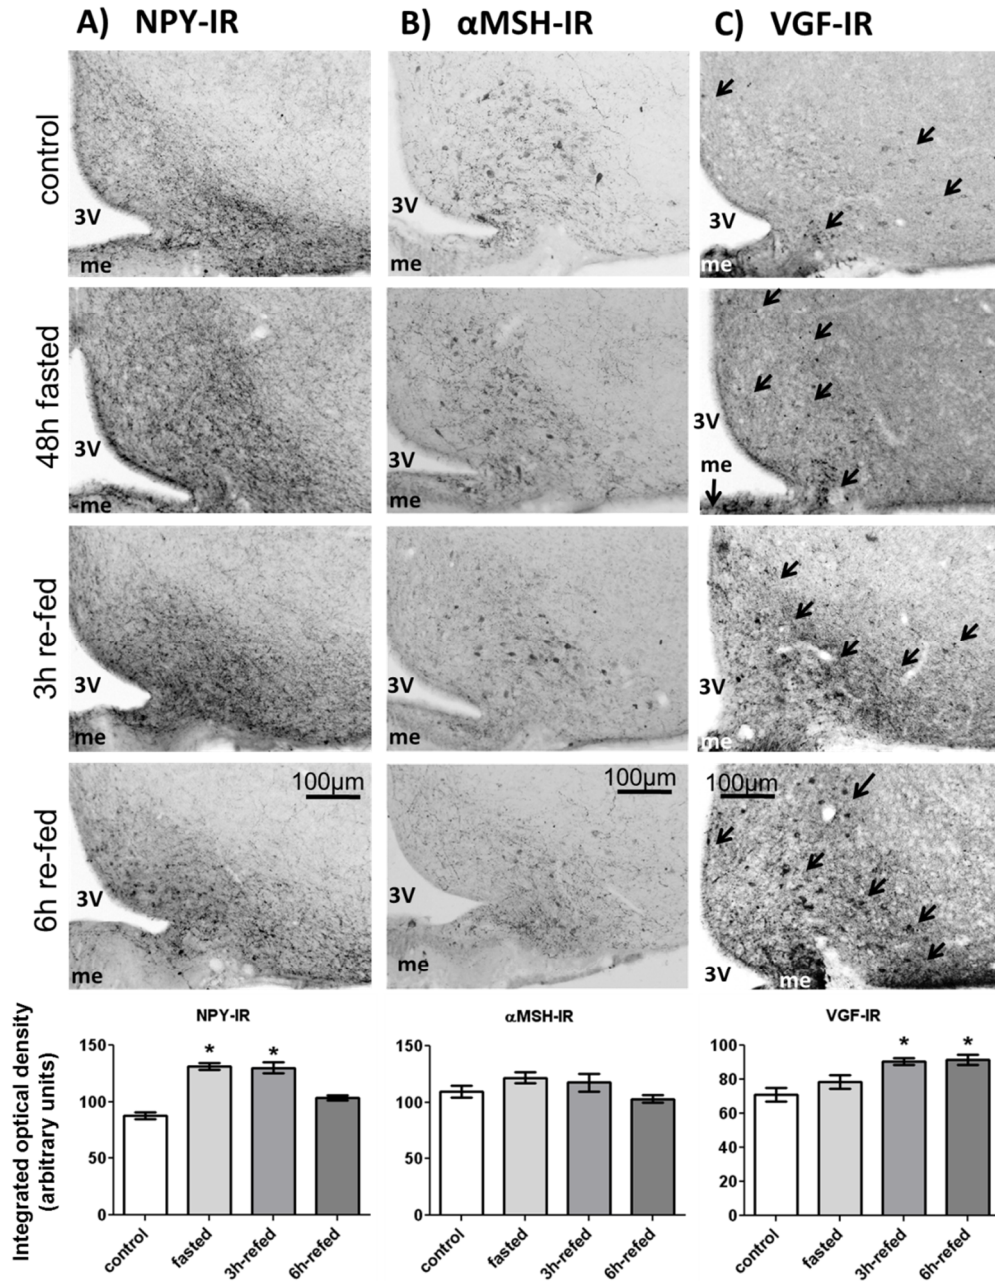 A) NPY-IR B) αMSH-IR C) VGF-IR
control
3V 3V 3V
me me me
48h fasted
3V 3V 3V
me me me
3h re-fed
3V 3V 3V
me me me
6h re-fed
100µm 100µm 100µm
3V 3V 3V
me me me
Integrated optical density
(arbitrary units)
NPY-IR
150
100
50
0
* *
control fasted 3h-refed 6h-refed
αMSH-IR
150
100
50
0
control fasted 3h-refed 6h-refed
VGF-IR
100
80
60
40
20
0
* *
control fasted 3h-refed 6h-refed